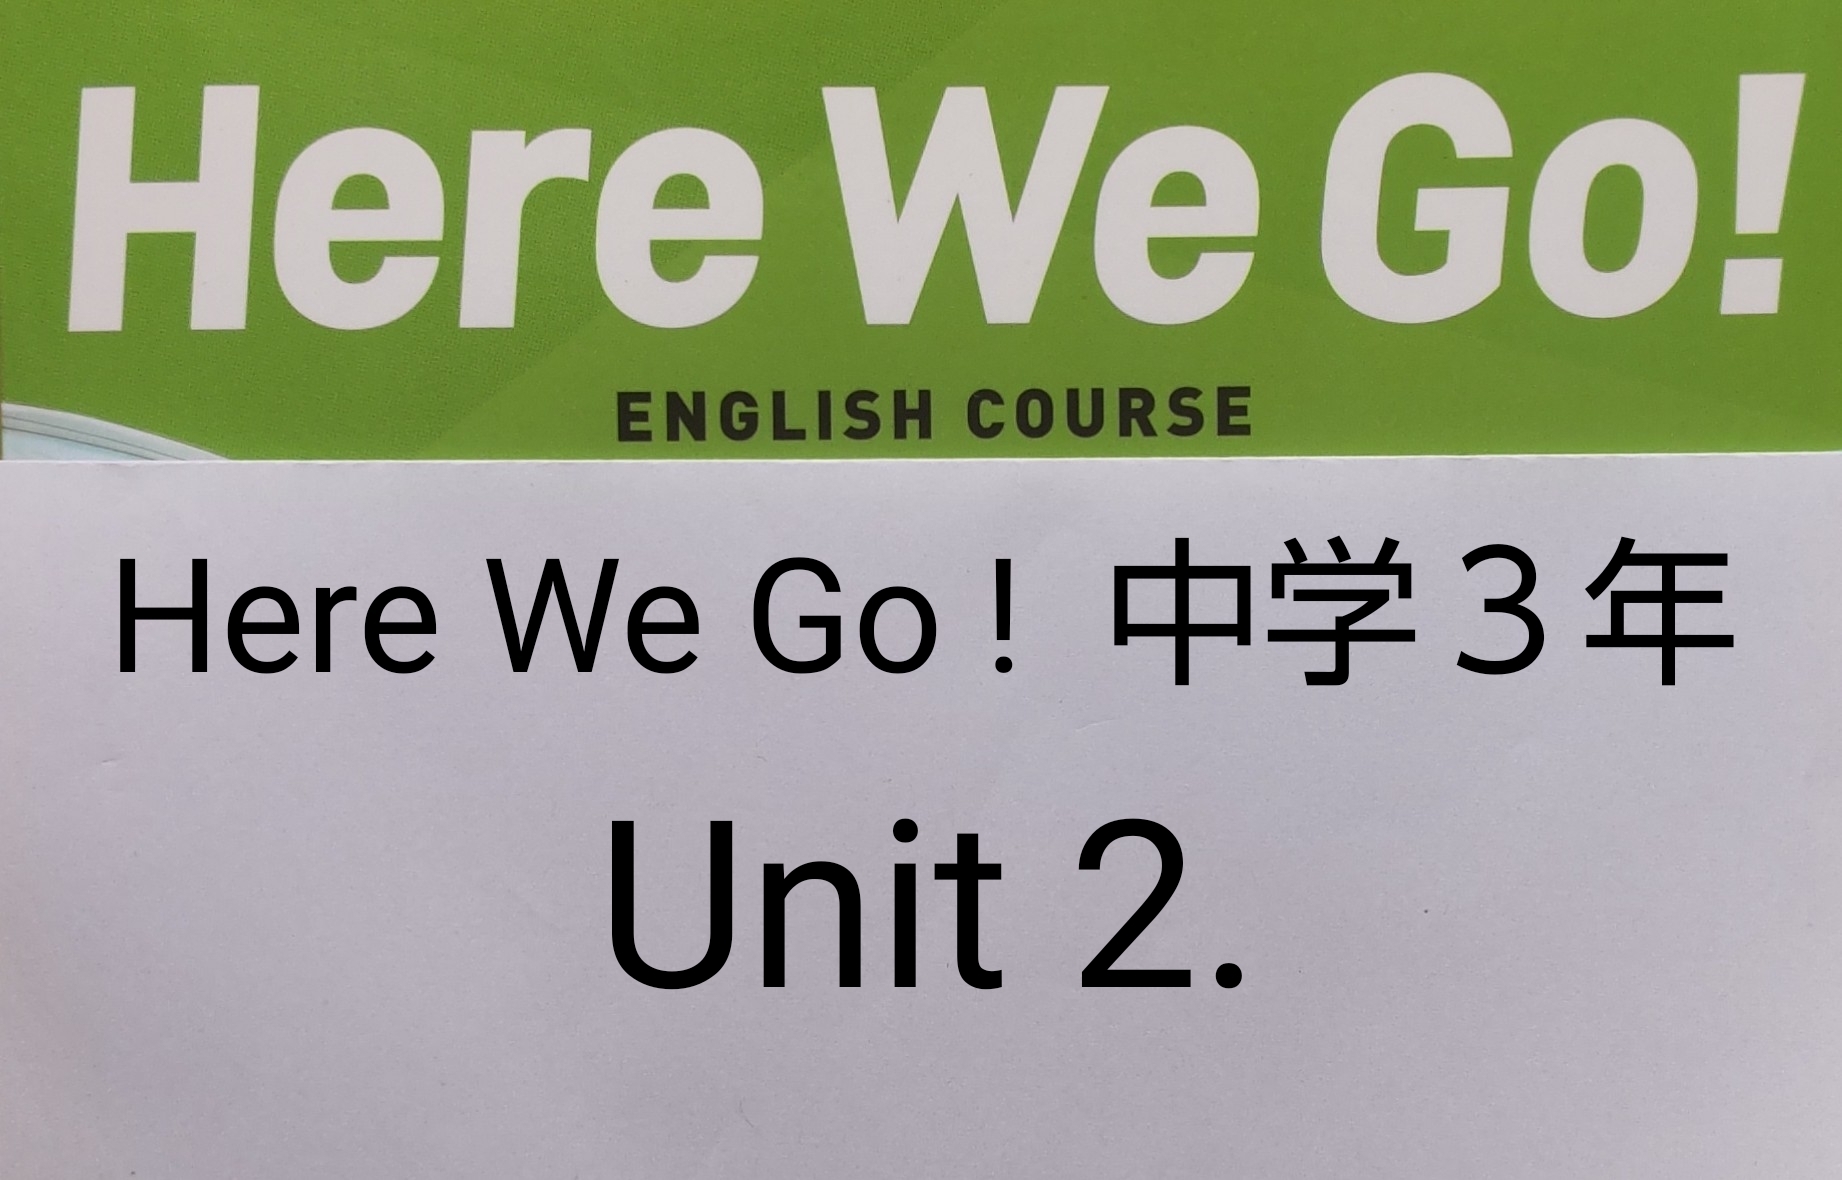 Here We Go!
ENGLISH COURSE
Here We Go！ 中学３年
Unit 2.